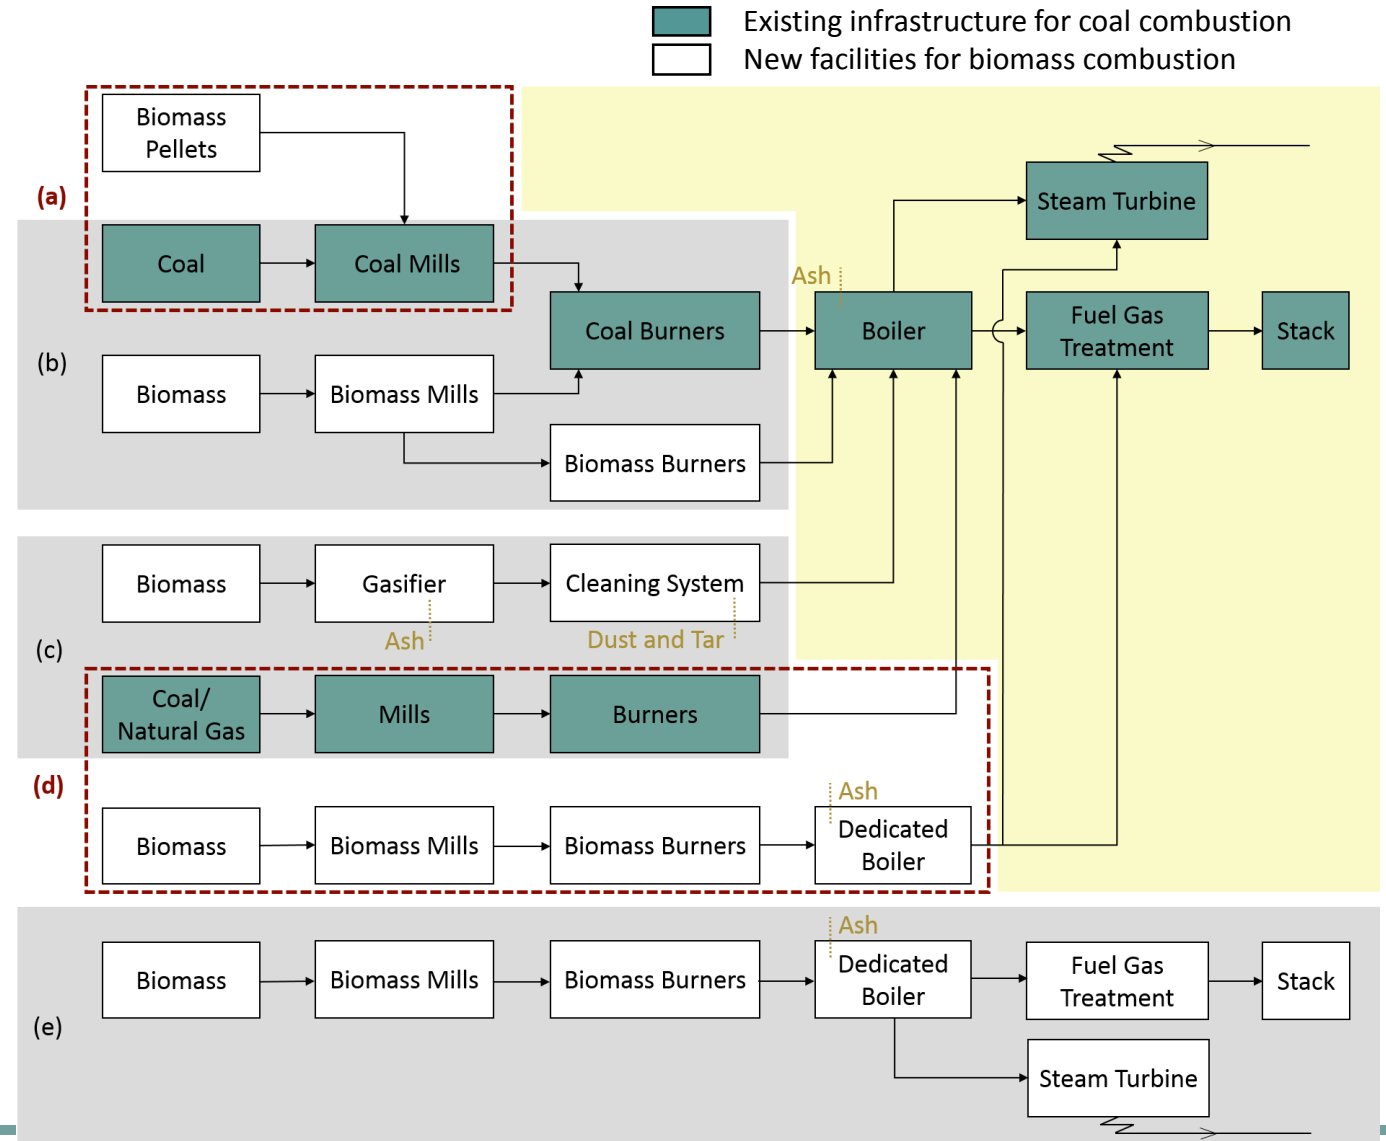 Existing infrastructure for coal combustion
New facilities for biomass combustion
Biomass
Pellets
(a)
Steam Turbine
Coal
Coal Mills
Ash
Coal Burners
Boiler
Fuel Gas
Treatment
Stack
(b)
Biomass
Biomass Mills
Biomass Burners
Biomass
Gasifier
Cleaning System
Ash
Dust and Tar
(c)
Coal/
Natural Gas
Mills
Burners
(d)
Ash
Biomass
Biomass Mills
Biomass Burners
Dedicated
Boiler
Ash
Biomass
Biomass Mills
Biomass Burners
Dedicated
Boiler
Fuel Gas
Treatment
Stack
(e)
Steam Turbine